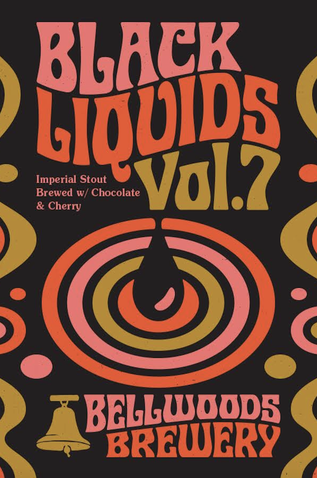 BLACK
LIQUIDS
Vol.7
Imperial Stout
Brewed w/ Chocolate
& Cherry
BELLWOODS
BREWERY